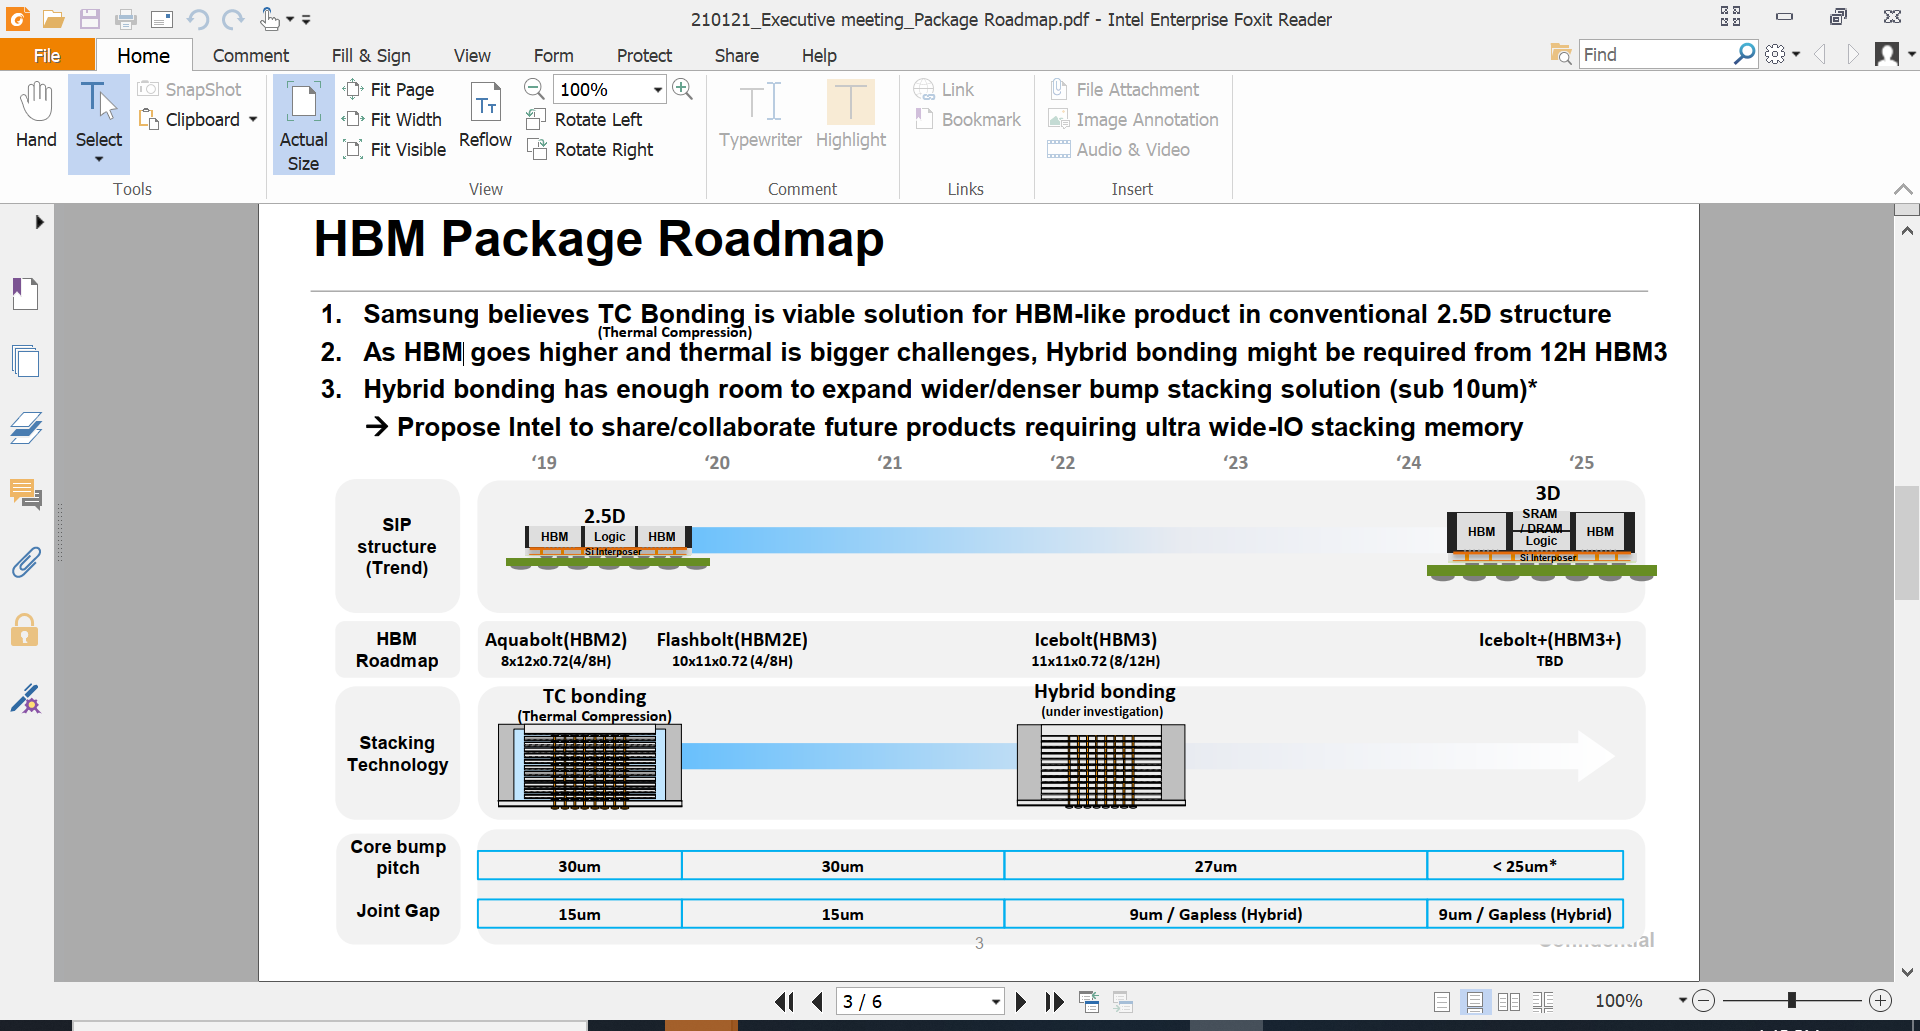 210121_Executive meeting_Package Roadmap.pdf - Intel Enterprise Foxit Reader
File Home Comment Fill & Sign View Form Protect Share Help Find
Hand
Select
SnapShot
Clipboard
Tools
Actual
Size
Fit Page
Fit Width
Fit Visible
Reflow
100%
Rotate Left
Rotate Right
View
Typewriter
Highlight
Comment
Link
Bookmark
Links
File Attachment
Image Annotation
Audio & Video
Insert
HBM Package Roadmap
1. Samsung believes TC Bonding is viable solution for HBM-like product in conventional 2.5D structure
(Thermal Compression)
2. As HBM goes higher and thermal is bigger challenges, Hybrid bonding might be required from 12H HBM3
3. Hybrid bonding has enough room to expand wider/denser bump stacking solution (sub 10um)*
→ Propose Intel to share/collaborate future products requiring ultra wide-IO stacking memory
‘19 ‘20 ‘21 ‘22 ‘23 ‘24 ‘25
SIP
structure
(Trend)
2.5D
HBM Logic HBM
Si Interposer
3D
HBM
SRAM
/ DRAM
Logic
HBM
Si Interposer
HBM
Roadmap
Aquabolt(HBM2) Flashbolt(HBM2E) Icebolt(HBM3) Icebolt+(HBM3+)
8x12x0.72(4/8H) 10x11x0.72 (4/8H) 11x11x0.72 (8/12H) TBD
Stacking
Technology
TC bonding
(Thermal Compression)
Hybrid bonding
(under investigation)
Core bump
pitch
30um 30um 27um < 25um*
Joint Gap
15um 15um 9um / Gapless (Hybrid) 9um / Gapless (Hybrid)
3
Confidential
3 / 6
100%